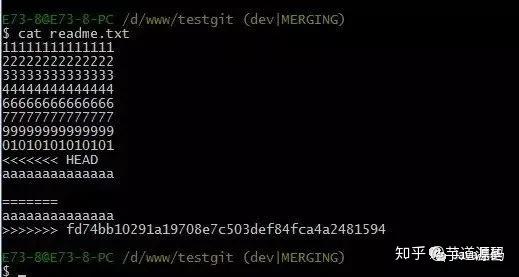 E73-8@E73-8-PC /d/www/testgit (dev|MERGING)
$ cat readme.txt
11111111111111
22222222222222
33333333333333
44444444444444
66666666666666
77777777777777
99999999999999
01010101010101
<<<<<<< HEAD
aaaaaaaaaaaaaa
=======
aaaaaaaaaaaaaa
>>>>>>> fd74bb10291a19708e7c503def84fca4a2481594
E73-8@E73-8-PC /d/www/testgit (dev|MERGING)
$ _
知乎 @芋道源码